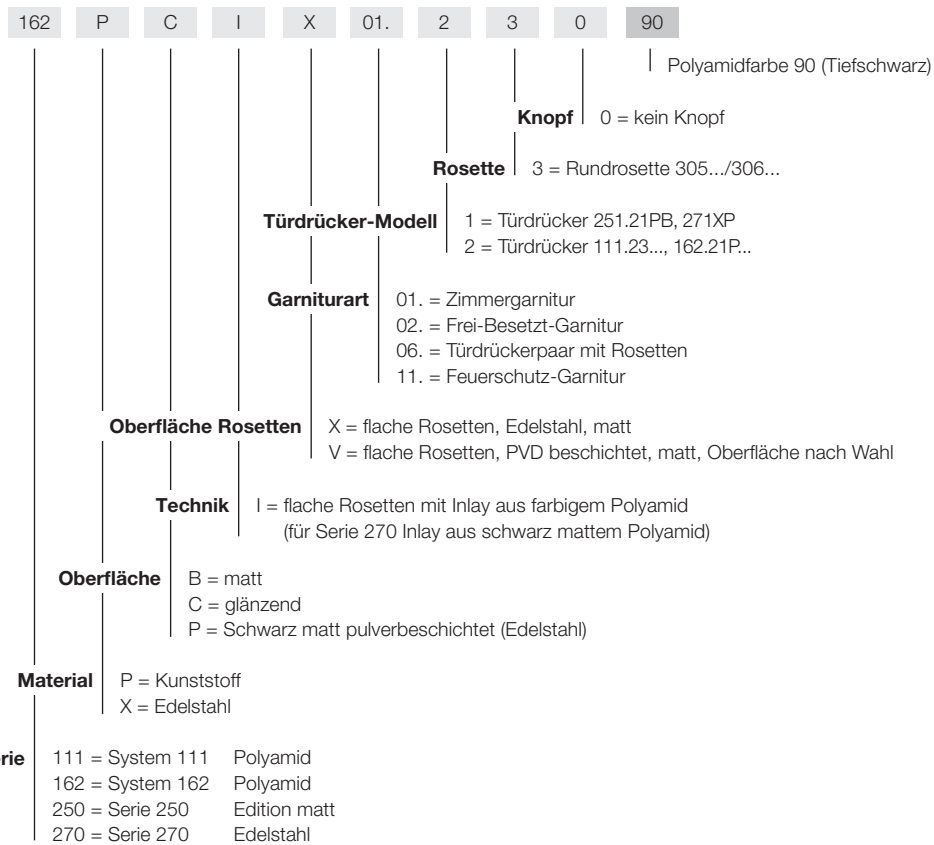 162 P C I X 01. 2 3 0 90
Polyamidfarbe 90 (Tiefschwarz)
Knopf 0 = kein Knopf
Rosette 3 = Rundrosette 305.../306...
Türdrücker-Modell 1 = Türdrücker 251.21PB, 271XP
2 = Türdrücker 111.23..., 162.21P...
Garniturart 01. = Zimmergarnitur
02. = Frei-Besetzt-Garnitur
06. = Türdrückerpaar mit Rosetten
11. = Feuerschutz-Garnitur
Oberfläche Rosetten X = flache Rosetten, Edelstahl, matt
V = flache Rosetten, PVD beschichtet, matt, Oberfläche nach Wahl
Technik I = flache Rosetten mit Inlay aus farbigem Polyamid
(für Serie 270 Inlay aus schwarz mattem Polyamid)
Oberfläche B = matt
C = glänzend
P = Schwarz matt pulverbeschichtet (Edelstahl)
Material P = Kunststoff
X = Edelstahl
rie 111 = System 111 Polyamid
162 = System 162 Polyamid
250 = Serie 250 Edition matt
270 = Serie 270 Edelstahl